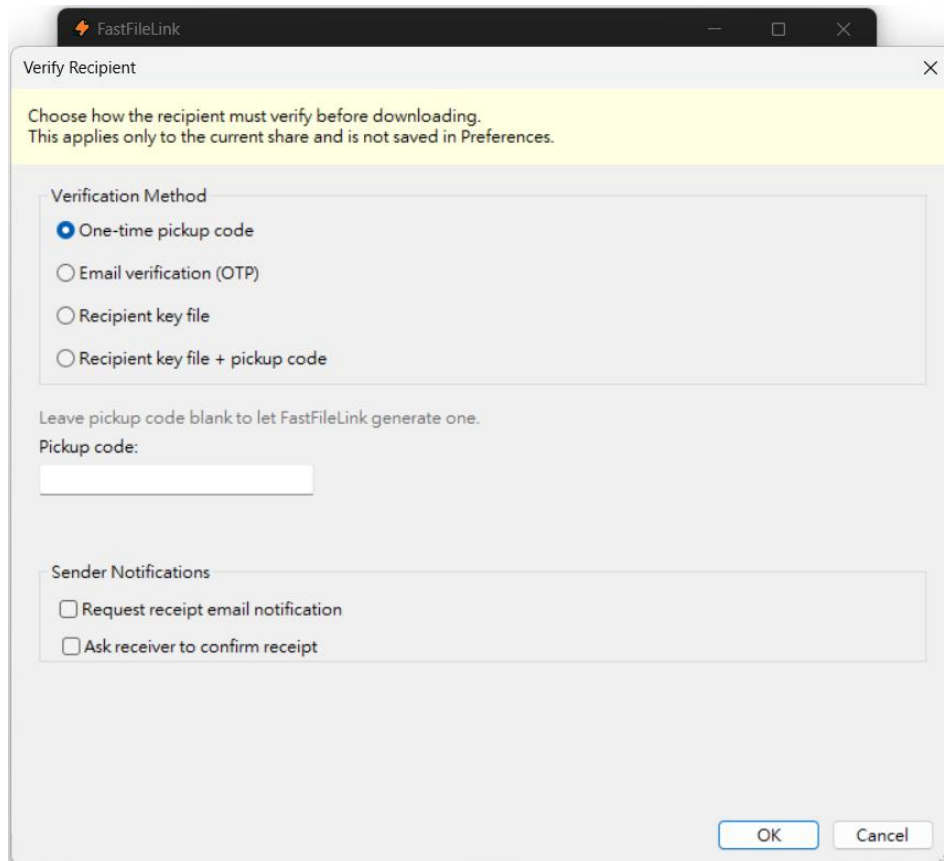 FastFileLink
Verify Recipient
Choose how the recipient must verify before downloading.
This applies only to the current share and is not saved in Preferences.
Verification Method
One-time pickup code
Email verification (OTP)
Recipient key file
Recipient key file + pickup code
Leave pickup code blank to let FastFileLink generate one.
Pickup code:
Sender Notifications
Request receipt email notification
Ask receiver to confirm receipt
OK Cancel